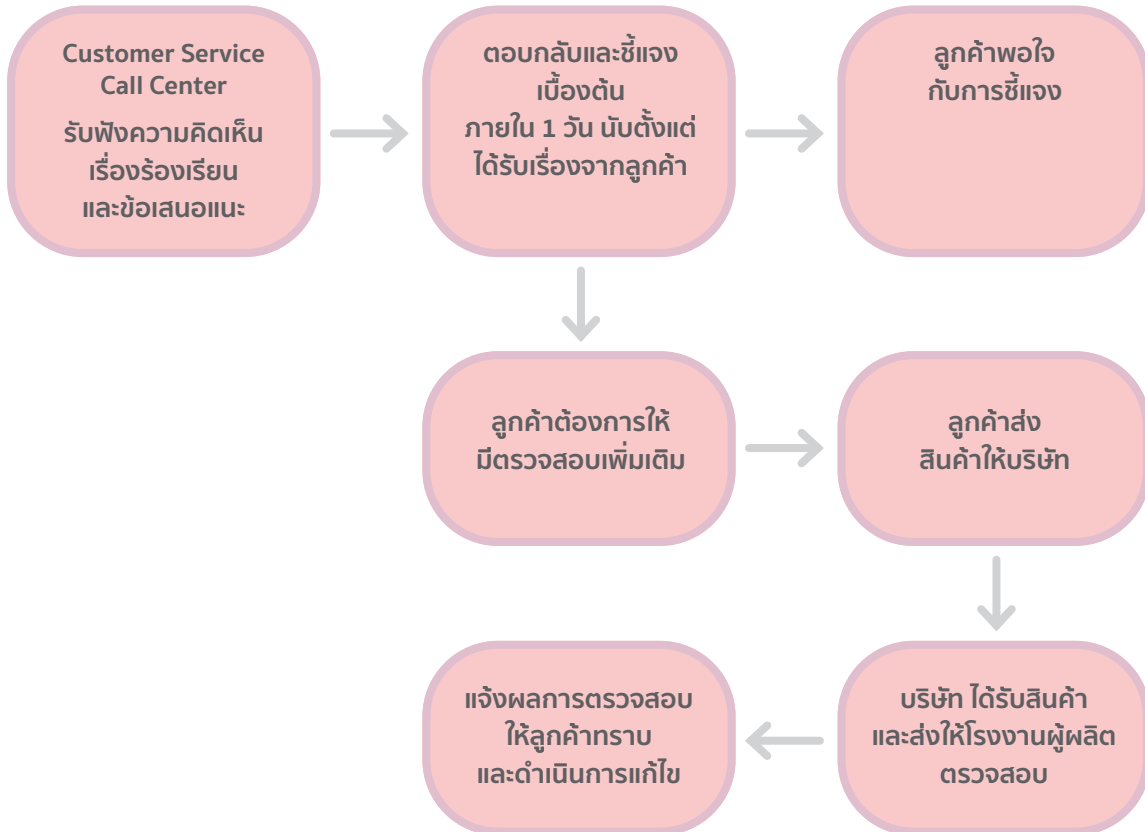 Customer Service
Call Center
รับฟังความคิดเห็น
เรื่องร้องเรียน
และข้อเสนอแนะ
ตอบกลับและชี้แจง
เบื้องต้น
ภายใน 1 วัน นับตั้งแต่
ได้รับเรื่องจากลูกค้า
ลูกค้าพอใจ
กับการชี้แจง
ลูกค้าต้องการให้
มีตรวจสอบเพิ่มเติม
ลูกค้าส่ง
สินค้าให้บริษัท
แจ้งผลการตรวจสอบ
ให้ลูกค้าทราบ
และดำเนินการแก้ไข
บริษัท ได้รับสินค้า
และส่งให้โรงงานผู้ผลิต
ตรวจสอบ